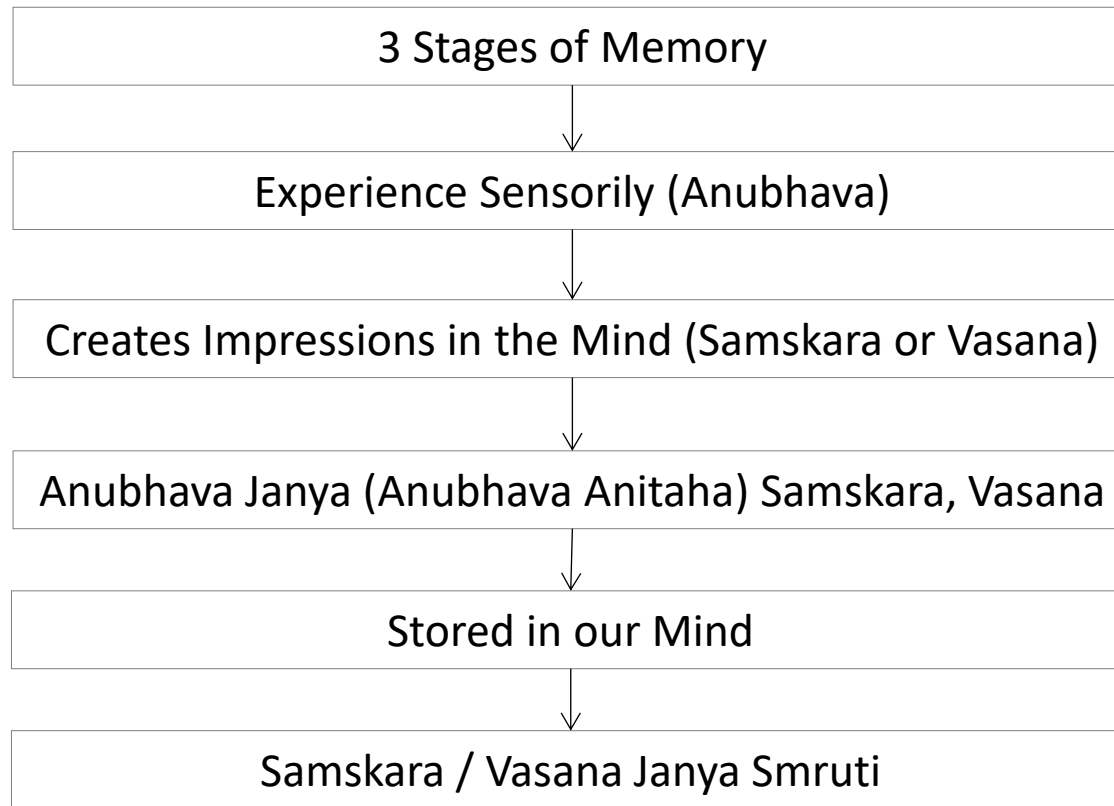 3 Stages of Memory
Experience Sensorily (Anubhava)
Creates Impressions in the Mind (Samskara or Vasana)
Anubhava Janya (Anubhava Anitaha) Samskara, Vasana
Stored in our Mind
Samskara / Vasana Janya Smruti